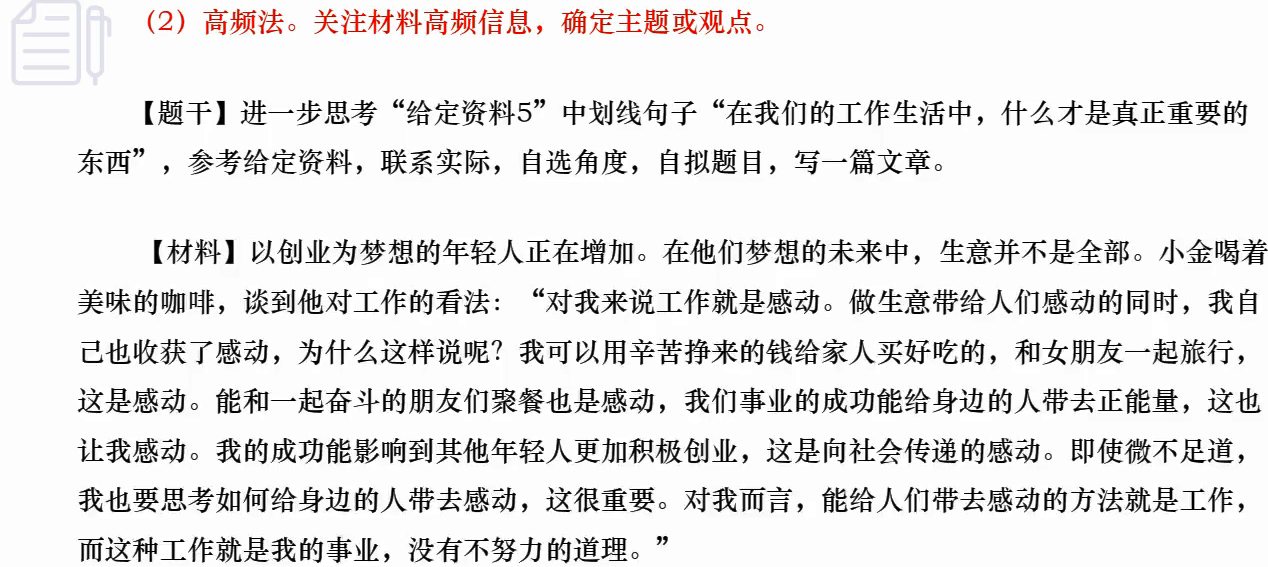 （2）高频法。关注材料高频信息，确定主题或观点。
【题干】进一步思考“给定资料5”中划线句子“在我们的工作生活中，什么才是真正重要的
东西”，参考给定资料，联系实际，自选角度，自拟题目，写一篇文章。
【材料】以创业为梦想的年轻人正在增加。在他们梦想的未来中，生意并不是全部。小金喝着
美味的咖啡，谈到他对工作的看法：“对我来说工作就是感动。做生意带给人们感动的同时，我自
己也收获了感动，为什么这样说呢？我可以用辛苦挣来的钱给家人买好吃的，和女朋友一起旅行，
这是感动。能和一起奋斗的朋友们聚餐也是感动，我们事业的成功能给身边的人带去正能量，这也
让我感动。我的成功能影响到其他年轻人更加积极创业，这是向社会传递的感动。即使微不足道，
我也要思考如何给身边的人带去感动，这很重要。对我而言，能给人们带去感动的方法就是工作，
而这种工作就是我的事业，没有不努力的道理。”